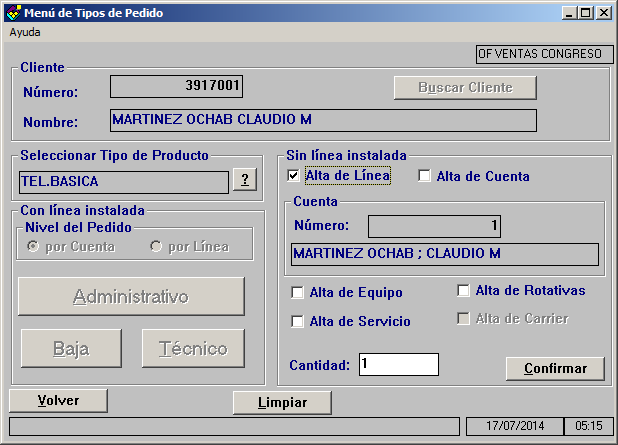 Menú de Tipos de Pedido
Ayuda
OF VENTAS CONGRESO
Cliente
Número: 3917001
Buscar Cliente
Nombre: MARTINEZ OCHAB CLAUDIO M
Seleccionar Tipo de Producto
TEL.BASICA ?
Con línea instalada
Nivel del Pedido
por Cuenta por Línea
Administrativo
Baja Técnico
Sin línea instalada
Alta de Línea Alta de Cuenta
Cuenta
Número: 1
MARTINEZ OCHAB ; CLAUDIO M
Alta de Equipo Alta de Rotativas
Alta de Servicio Alta de Carrier
Cantidad: 1 Confirmar
Volver Limpiar
17/07/2014 05:15